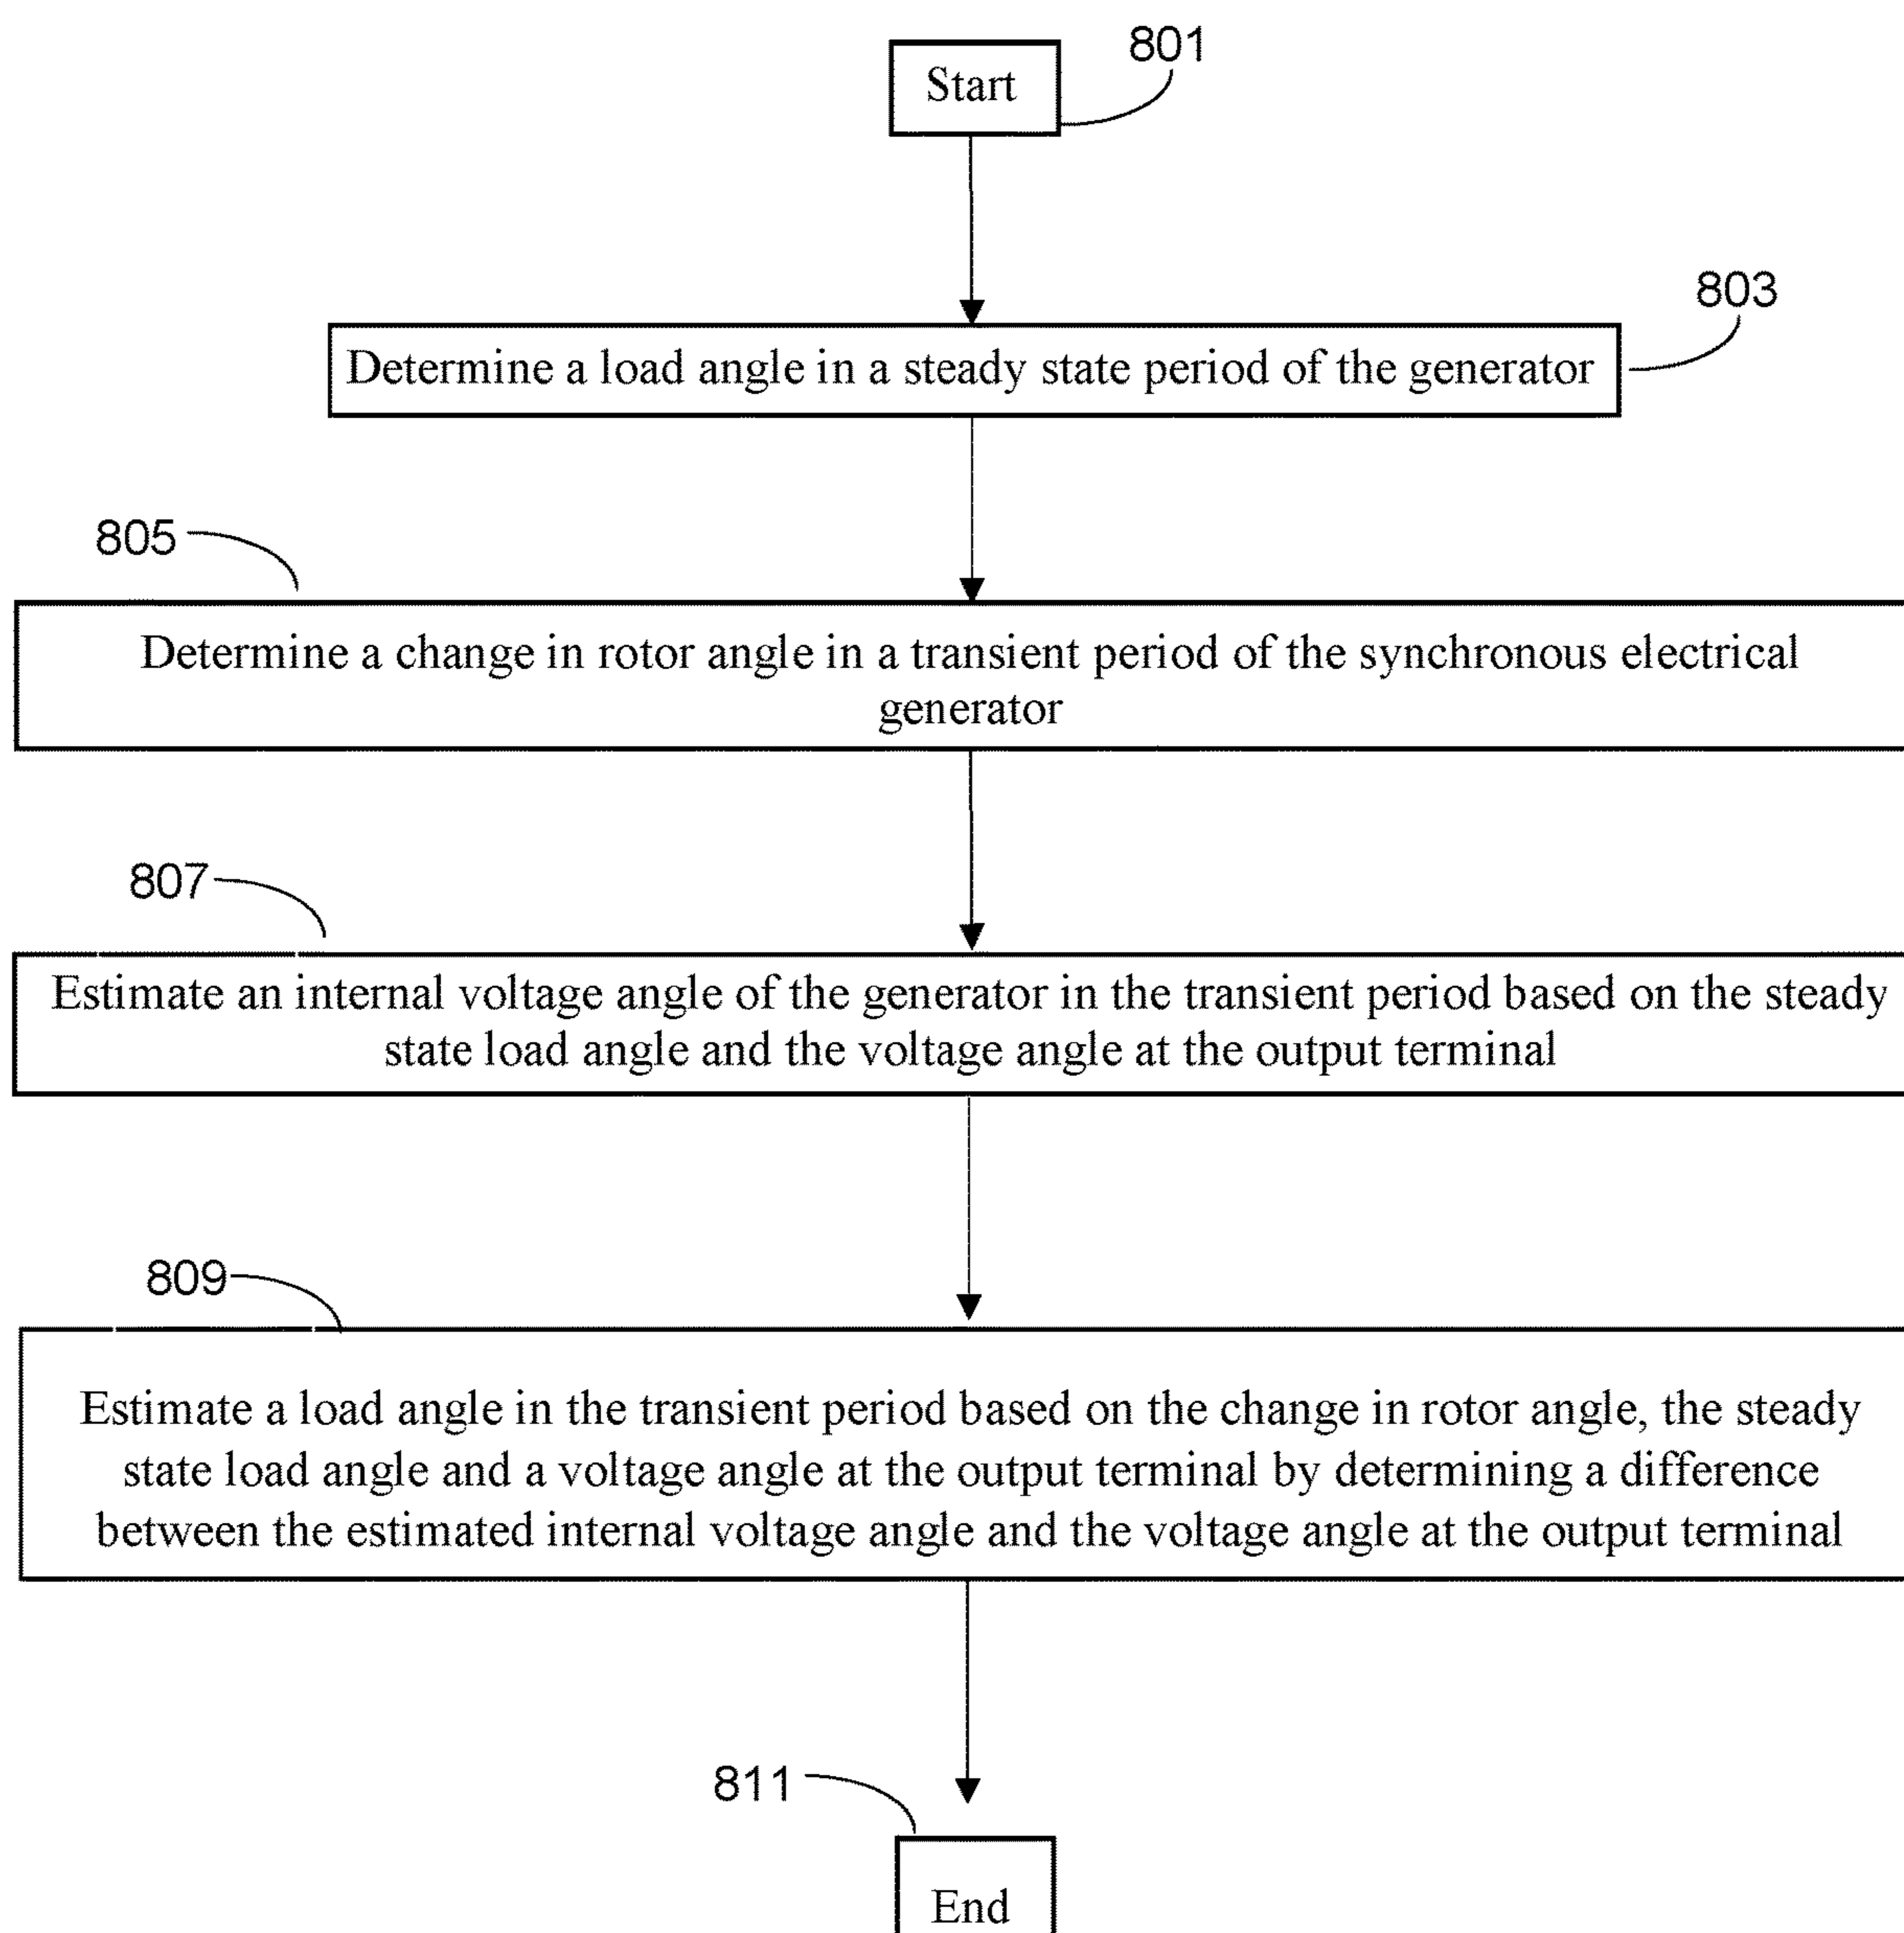 801
Start
803
Determine a load angle in a steady state period of the generator
805
Determine a change in rotor angle in a transient period of the synchronous electrical
generator
807
Estimate an internal voltage angle of the generator in the transient period based on the steady
state load angle and the voltage angle at the output terminal
809
Estimate a load angle in the transient period based on the change in rotor angle, the steady
state load angle and a voltage angle at the output terminal by determining a difference
between the estimated internal voltage angle and the voltage angle at the output terminal
811
End